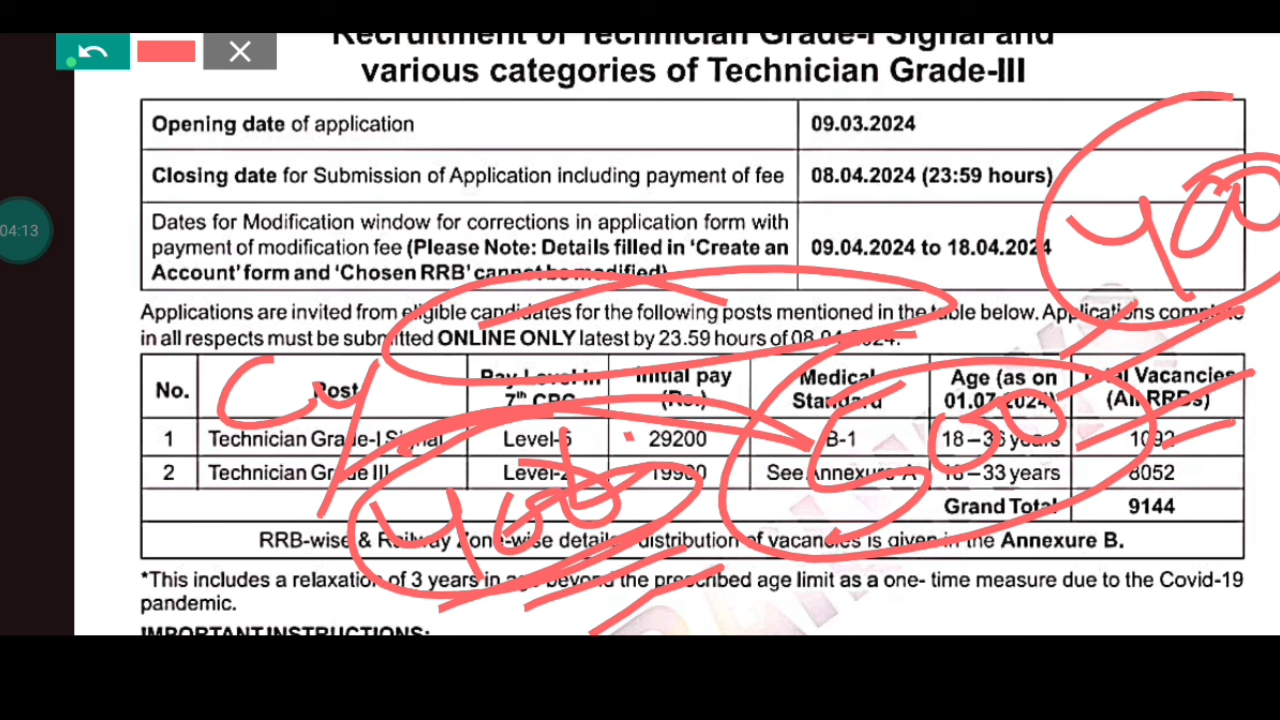 Recruitment of Technician Grade-I Signal and
various categories of Technician Grade-III
Opening date of application 09.03.2024
Closing date for Submission of Application including payment of fee 08.04.2024 (23:59 hours)
Dates for Modification window for corrections in application form with
payment of modification fee (Please Note: Details filled in 'Create an
Account' form and 'Chosen RRB' cannot be modified) 09.04.2024 to 18.04.2024
400
Applications are invited from eligible candidates for the following posts mentioned in the table below. Applications complete
in all respects must be submitted ONLINE ONLY latest by 23.59 hours of 08.04.2024.
No. Post Pay Level in 7th CPC Initial pay (Rs.) Medical Standard Age (as on 01.07.2024) Total Vacancies (All RRBs)
1 Technician Grade-I Signal Level-5 29200 B-1 18-36 years 1092
2 Technician Grade III Level-2 19900 See Annexure-A 18-33 years 8052
Grand Total 9144
500
400
RRB-wise & Railway Zone-wise detailed distribution of vacancies is given in the Annexure B.
*This includes a relaxation of 3 years in age beyond the prescribed age limit as a one- time measure due to the Covid-19
pandemic.
IMPORTANT INSTRUCTIONS:
04:13